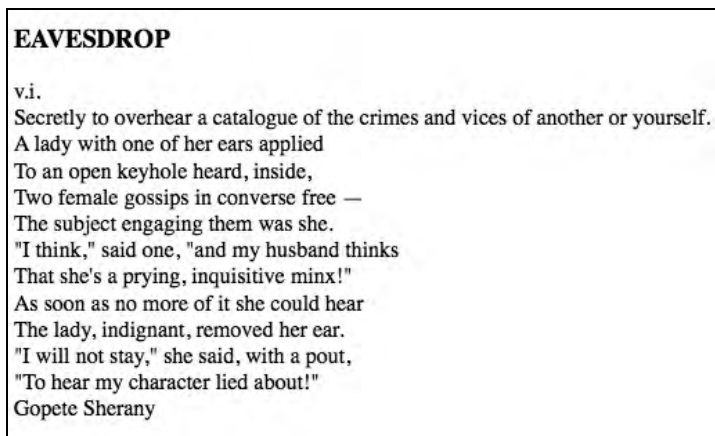 EAVESDROP
v.i.
Secretly to overhear a catalogue of the crimes and vices of another or yourself.
A lady with one of her ears applied
To an open keyhole heard, inside,
Two female gossips in converse free —
The subject engaging them was she.
"I think," said one, "and my husband thinks
That she's a prying, inquisitive minx!"
As soon as no more of it she could hear
The lady, indignant, removed her ear.
"I will not stay," she said, with a pout,
"To hear my character lied about!"
Gopete Sherany